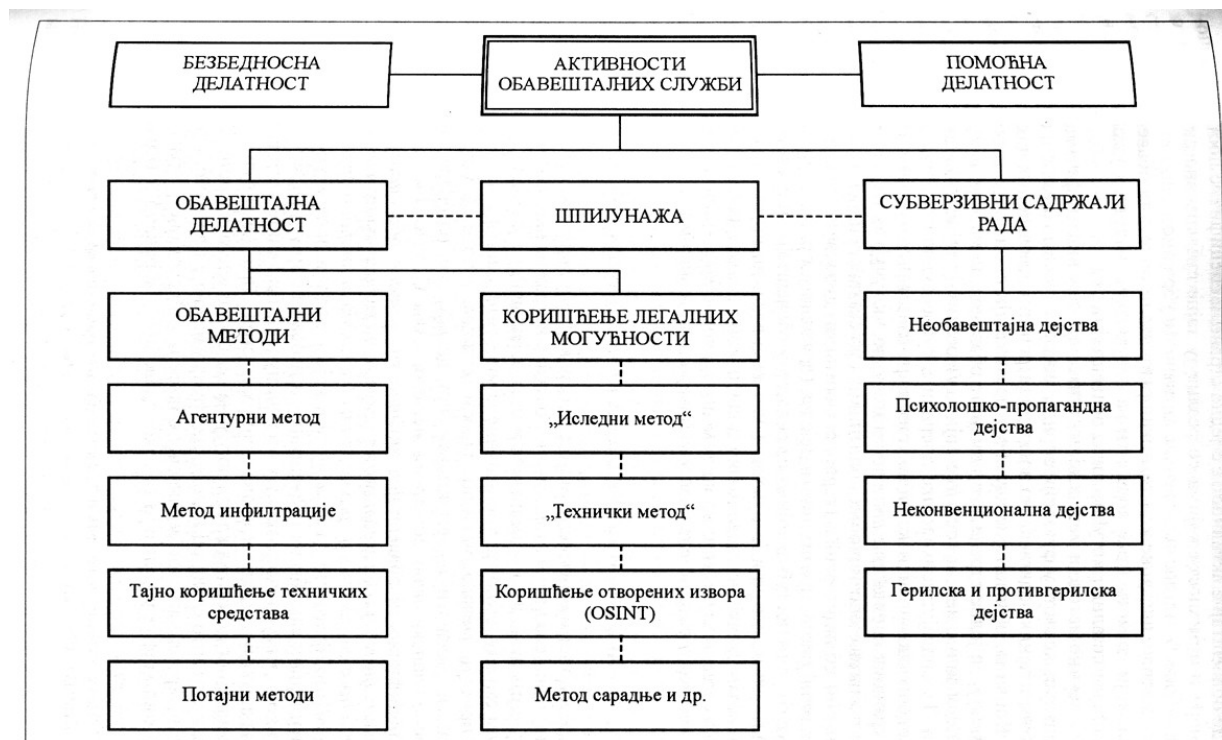 БЕЗБЕДНОСНА
ДЕЛАТНОСТ
АКТИВНОСТИ
ОБАВЕШТАЈНИХ СЛУЖБИ
ПОМОЋНА
ДЕЛАТНОСТ
ОБАВЕШТАЈНА
ДЕЛАТНОСТ
ШПИЈУНАЖА
СУБВЕРЗИВНИ САДРЖАЈИ
РАДА
ОБАВЕШТАЈНИ
МЕТОДИ
КОРИШЋЕЊЕ ЛЕГАЛНИХ
МОГУЋНОСТИ
Необавештајна дејства
Агентурни метод
„Иследни метод“
Психолошко-пропагандна
дејства
Метод инфилтрације
„Технички метод“
Неконвенционална дејства
Тајно коришћење техничких
средстава
Коришћење отворених извора
(OSINT)
Герилска и противгерилска
дејства
Потајни методи
Метод сарадње и др.